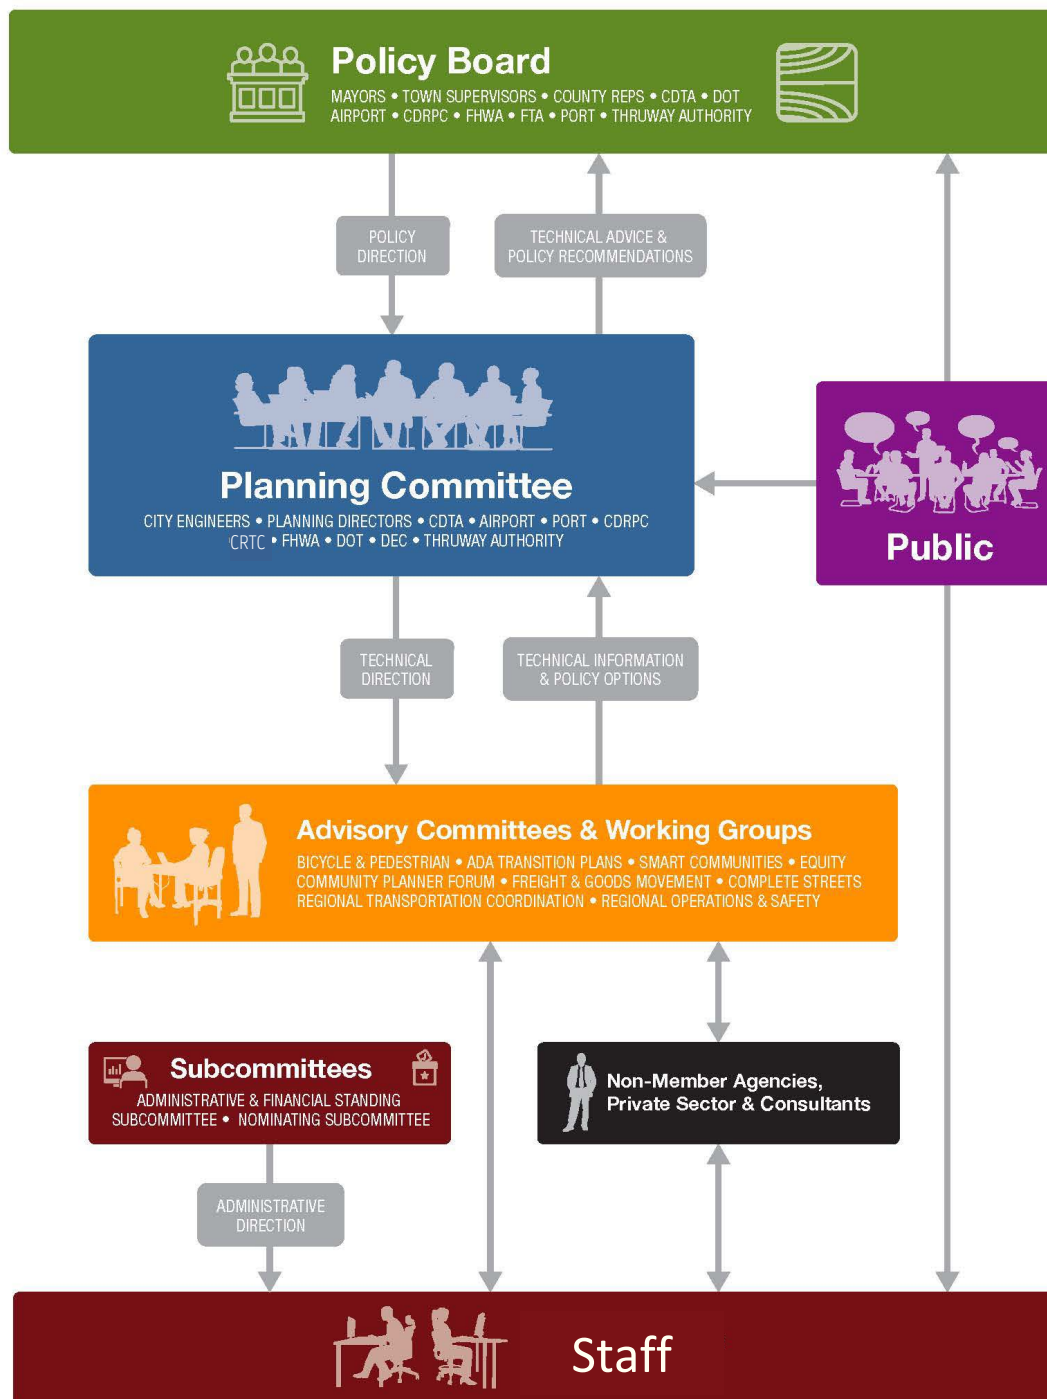 Policy Board
MAYORS • TOWN SUPERVISORS • COUNTY REPS • CDTA • DOT
AIRPORT • CDRPC • FHWA • FTA • PORT • THRUWAY AUTHORITY
POLICY
DIRECTION
TECHNICAL ADVICE &
POLICY RECOMMENDATIONS
Planning Committee
CITY ENGINEERS • PLANNING DIRECTORS • CDTA • AIRPORT • PORT • CDRPC
CRTC • FHWA • DOT • DEC • THRUWAY AUTHORITY
Public
TECHNICAL
DIRECTION
TECHNICAL INFORMATION
& POLICY OPTIONS
Advisory Committees & Working Groups
BICYCLE & PEDESTRIAN • ADA TRANSITION PLANS • SMART COMMUNITIES • EQUITY
COMMUNITY PLANNER FORUM • FREIGHT & GOODS MOVEMENT • COMPLETE STREETS
REGIONAL TRANSPORTATION COORDINATION • REGIONAL OPERATIONS & SAFETY
Subcommittees
ADMINISTRATIVE & FINANCIAL STANDING
SUBCOMMITTEE • NOMINATING SUBCOMMITTEE
Non-Member Agencies,
Private Sector & Consultants
ADMINISTRATIVE
DIRECTION
Staff